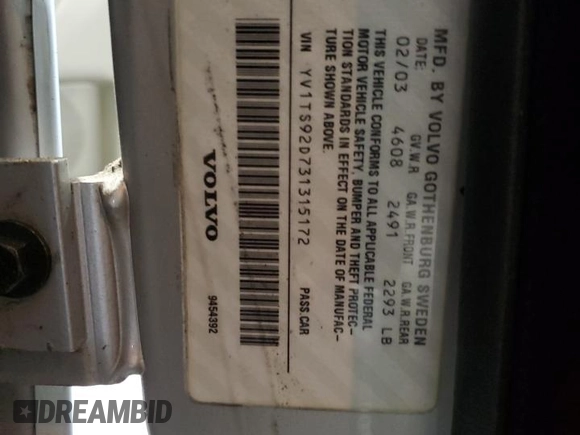 MFD. BY VOLVO GOTHENBURG SWEDEN
DATE: G.V.W.R G.A.W.R.FRONT G.A.W.R.REAR
02/03 4608 2491 2293 LB
THIS VEHICLE CONFORMS TO ALL APPLICABLE FEDERAL
MOTOR VEHICLE SAFETY, BUMPER AND THEFT PROTEC-
TION STANDARDS IN EFFECT ON THE DATE OF MANUFAC-
TURE SHOWN ABOVE.
VIN YV1TS92D731315172 PASS.CAR
VOLVO 9454392
DREAMBID